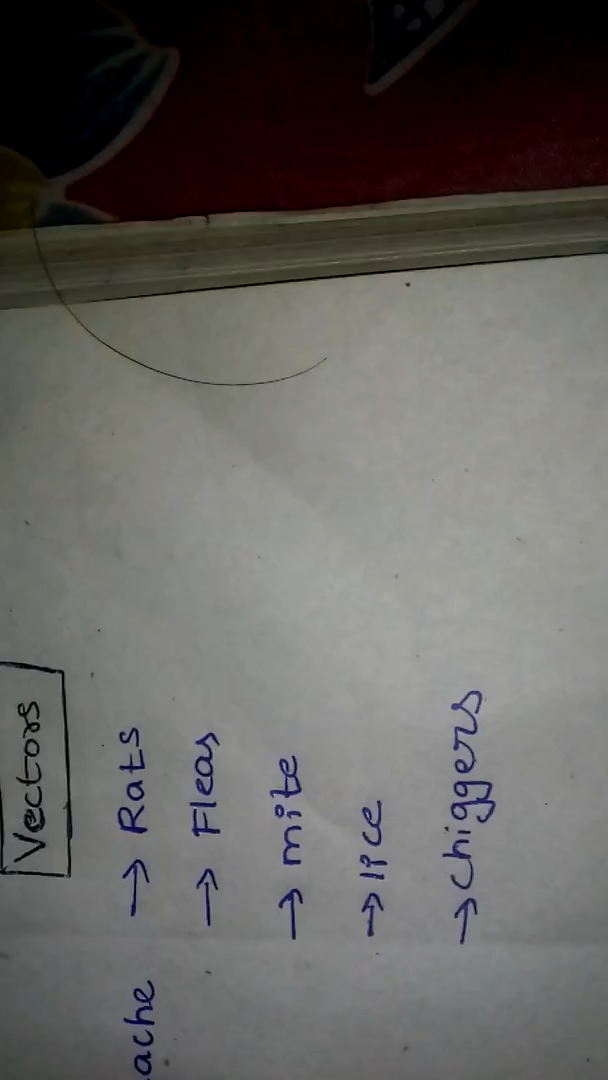 Vectors
ache → Rats
→ Fleas
→ mite
→ lice
→ chiggers